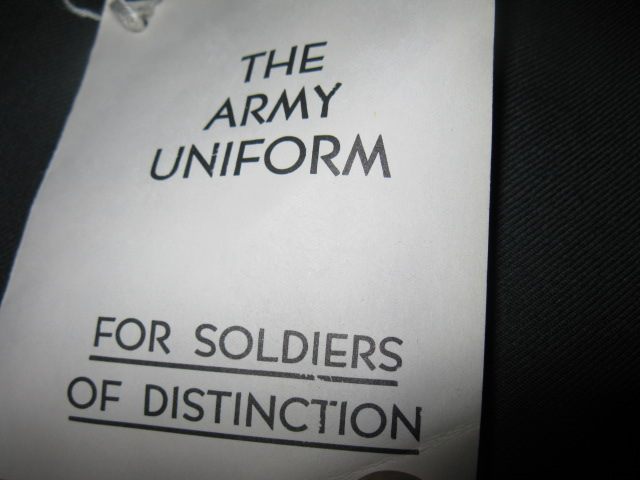 THE
ARMY
UNIFORM
FOR SOLDIERS
OF DISTINCTION